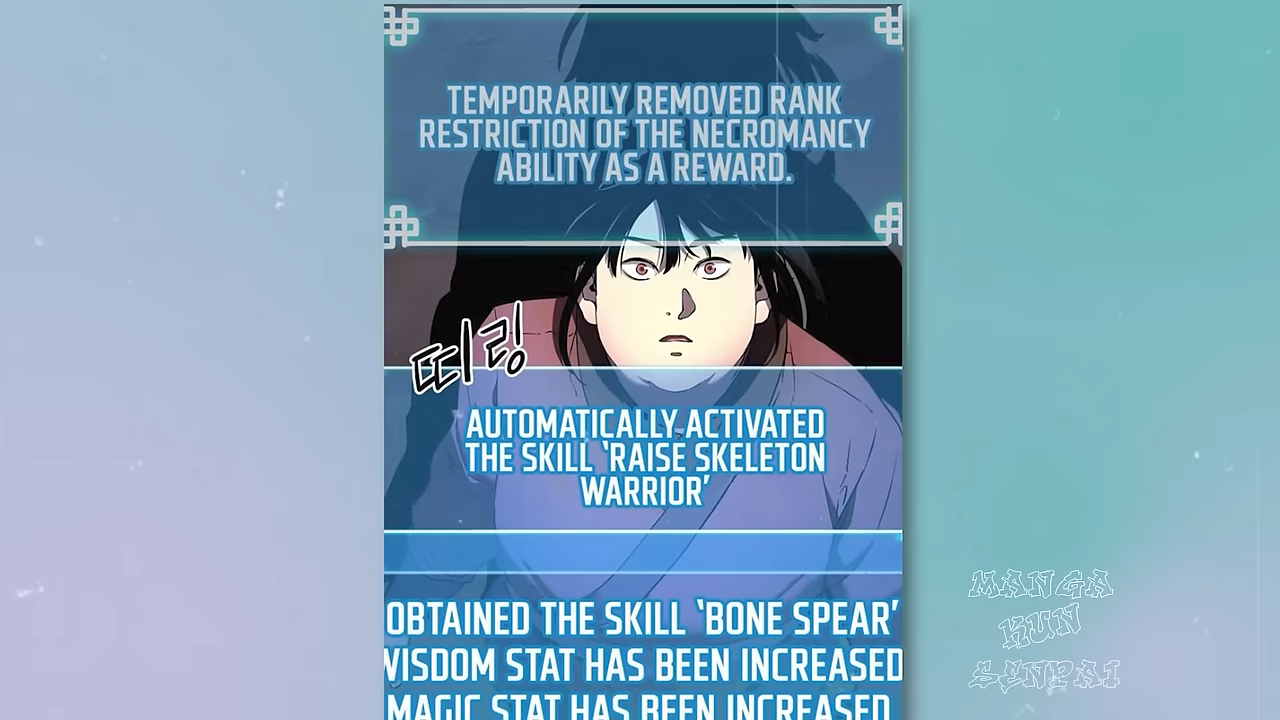 TEMPORARILY REMOVED RANK
RESTRICTION OF THE NECROMANCY
ABILITY AS A REWARD.
띠링
AUTOMATICALLY ACTIVATED
THE SKILL ‘RAISE SKELETON
WARRIOR’
OBTAINED THE SKILL ‘BONE SPEAR’
WISDOM STAT HAS BEEN INCREASED
MAGIC STAT HAS BEEN INCREASED
MANGA
KUN
SENPAI